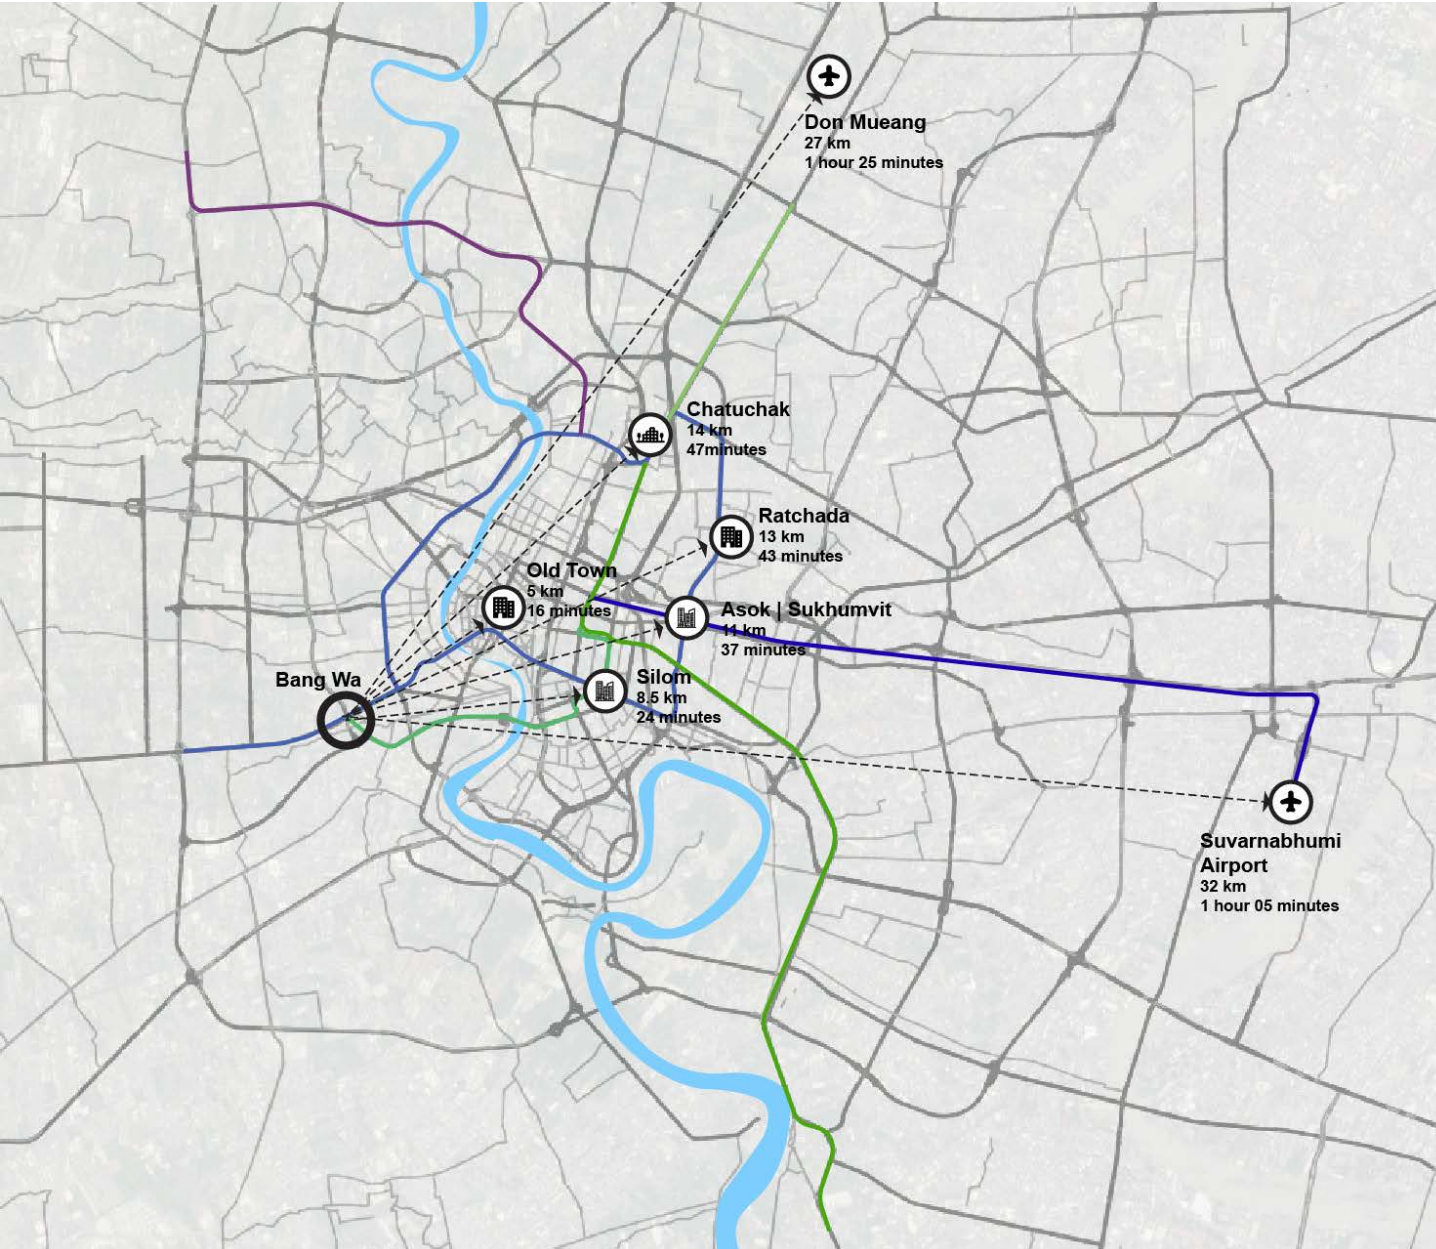 Don Mueang
27 km
1 hour 25 minutes
Chatuchak
14 km
47minutes
Ratchada
13 km
43 minutes
Old Town
5 km
16 minutes
Asok | Sukhumvit
11 km
37 minutes
Bang Wa
Silom
8.5 km
24 minutes
Suvarnabhumi
Airport
32 km
1 hour 05 minutes